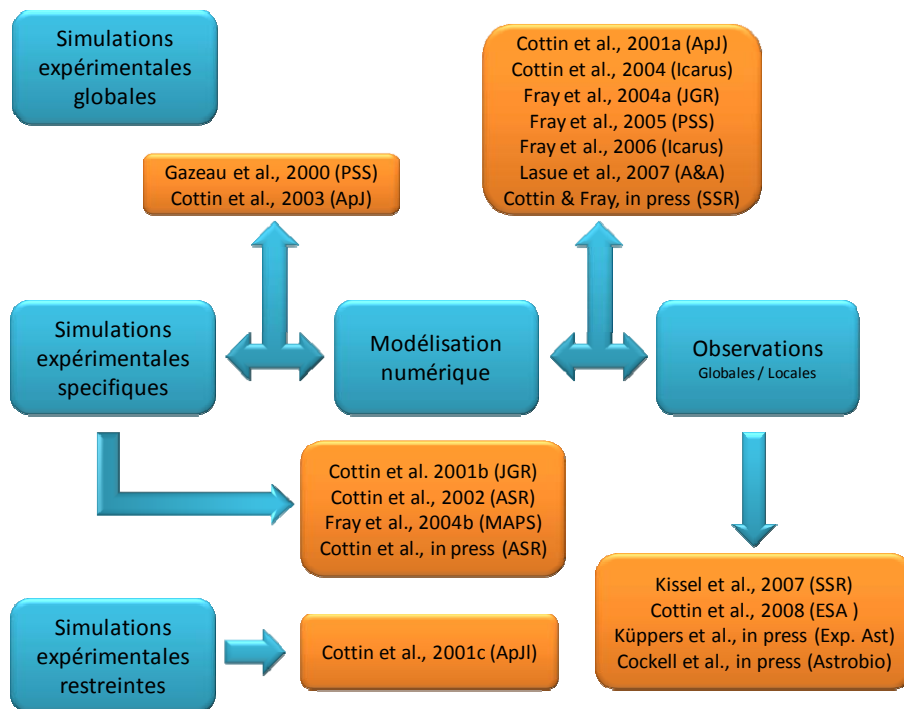 Simulations
expérimentales
globales
Cottin et al., 2001a (ApJ)
Cottin et al., 2004 (Icarus)
Fray et al., 2004a (JGR)
Fray et al., 2005 (PSS)
Fray et al., 2006 (Icarus)
Lasue et al., 2007 (A&A)
Cottin & Fray, in press (SSR)
Gazeau et al., 2000 (PSS)
Cottin et al., 2003 (ApJ)
Simulations
expérimentales
specifiques
Modélisation
numérique
Observations
Globales / Locales
Cottin et al. 2001b (JGR)
Cottin et al., 2002 (ASR)
Fray et al., 2004b (MAPS)
Cottin et al., in press (ASR)
Kissel et al., 2007 (SSR)
Cottin et al., 2008 (ESA )
Küppers et al., in press (Exp. Ast)
Cockell et al., in press (Astrobio)
Simulations
expérimentales
restreintes
Cottin et al., 2001c (ApJl)